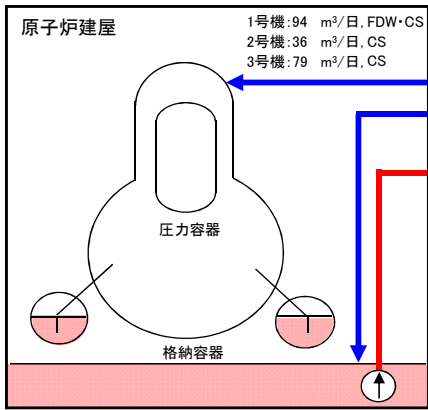 原子炉建屋
1号機:94 m³/日, FDW・CS
2号機:36 m³/日, CS
3号機:79 m³/日, CS
圧力容器
格納容器